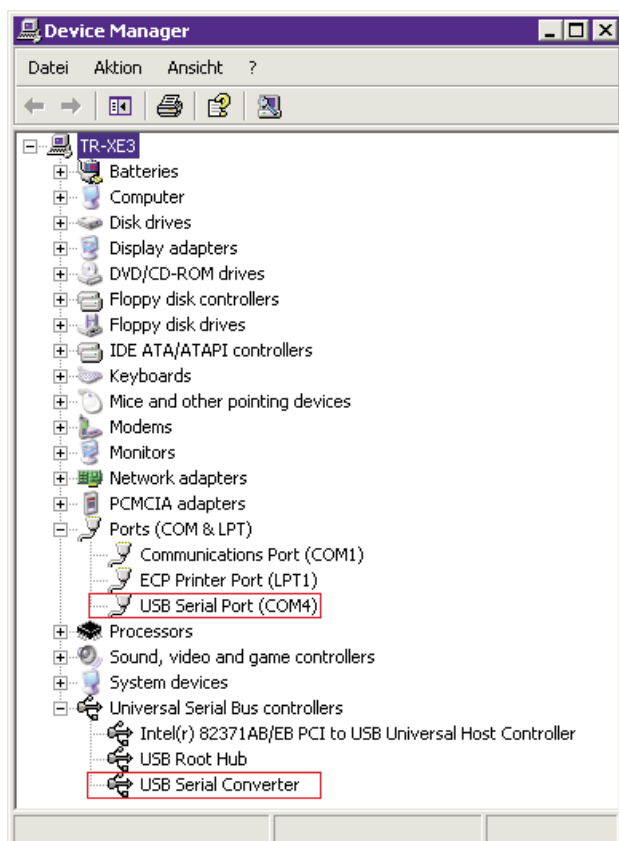 Device Manager
Datei Aktion Ansicht ?
TR-XE3
Batteries
Computer
Disk drives
Display adapters
DVD/CD-ROM drives
Floppy disk controllers
Floppy disk drives
IDE ATA/ATAPI controllers
Keyboards
Mice and other pointing devices
Modems
Monitors
Network adapters
PCMCIA adapters
Ports (COM & LPT)
Communications Port (COM1)
ECP Printer Port (LPT1)
USB Serial Port (COM4)
Processors
Sound, video and game controllers
System devices
Universal Serial Bus controllers
Intel(r) 82371AB/EB PCI to USB Universal Host Controller
USB Root Hub
USB Serial Converter